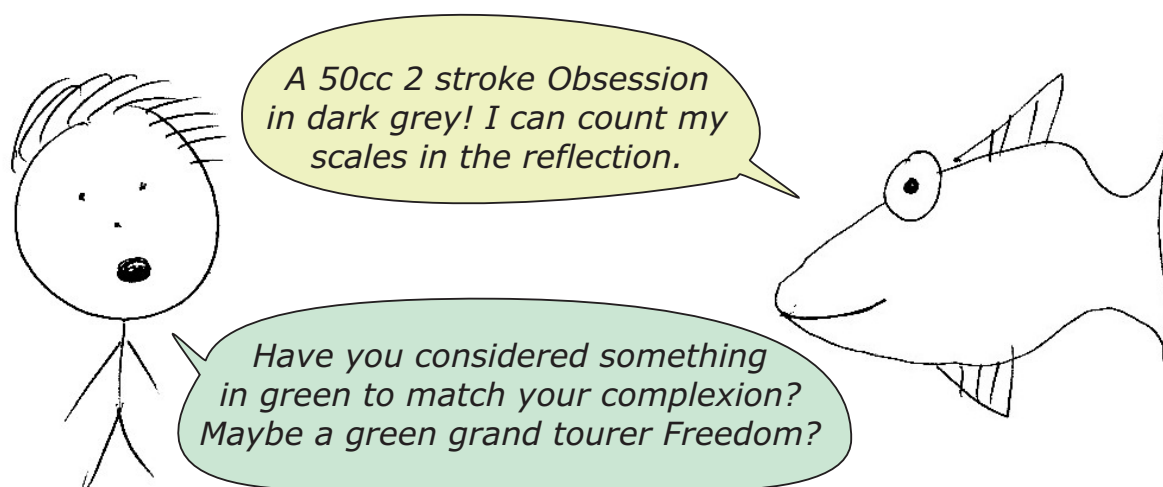 A 50cc 2 stroke Obsession
in dark grey! I can count my
scales in the reflection.
Have you considered something
in green to match your complexion?
Maybe a green grand tourer Freedom?